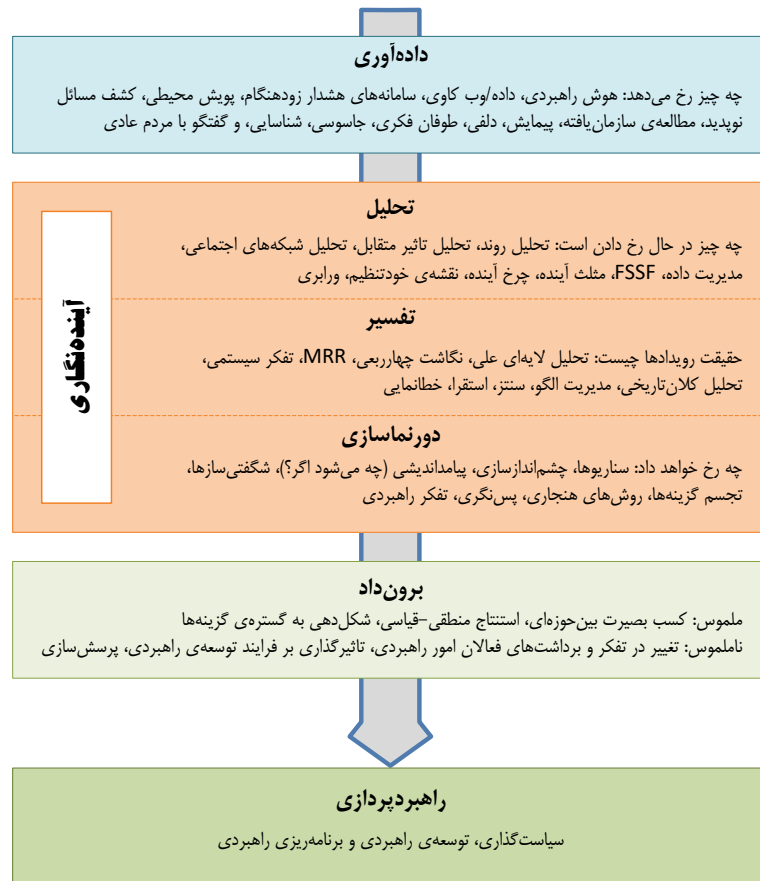 داده‌آوری
چه چیز رخ می‌دهد: هوش راهبردی، داده/وب کاوی، سامانه‌های هشدار زودهنگام، پویش محیطی، کشف مسائل
نوپدید، مطالعه‌ی سازمان‌یافته، پیمایش، دلفی، طوفان فکری، جاسوسی، شناسایی، و گفتگو با مردم عادی
آینده‌نگاری
تحلیل
چه چیز در حال رخ دادن است: تحلیل روند، تحلیل تاثیر متقابل، تحلیل شبکه‌های اجتماعی،
مدیریت داده، FSSF، مثلث آینده، چرخ آینده، نقشه‌ی خودتنظیم، ورابری
تفسیر
حقیقت رویدادها چیست: تحلیل لایه‌ای علی، نگاشت چهارربعی، MRR، تفکر سیستمی،
تحلیل کلان‌تاریخی، مدیریت الگو، سنتز، استقرا، خطانمایی
دورنماسازی
چه رخ خواهد داد: سناریوها، چشم‌اندازسازی، پیامداندیشی (چه می‌شود اگر؟)، شگفتی‌سازها،
تجسم گزینه‌ها، روش‌های هنجاری، پس‌نگری، تفکر راهبردی
برون‌داد
ملموس: کسب بصیرت بین‌حوزه‌ای، استنتاج منطقی-قیاسی، شکل‌دهی به گستره‌ی گزینه‌ها
ناملموس: تغییر در تفکر و برداشت‌های فعالان امور راهبردی، تاثیرگذاری بر فرایند توسعه‌ی راهبردی، پرسش‌سازی
راهبردپردازی
سیاست‌گذاری، توسعه‌ی راهبردی و برنامه‌ریزی راهبردی